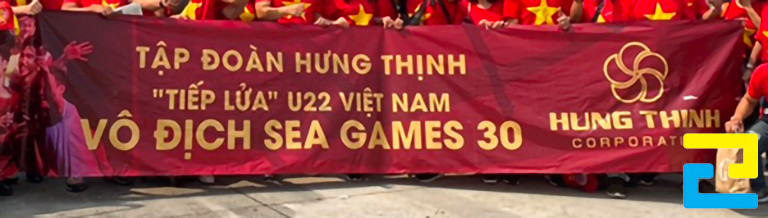 TẬP ĐOÀN HƯNG THỊNH
"TIẾP LỬA" U22 VIỆT NAM
VÔ ĐỊCH SEA GAMES 30
HUNG THINH
CORPORAT